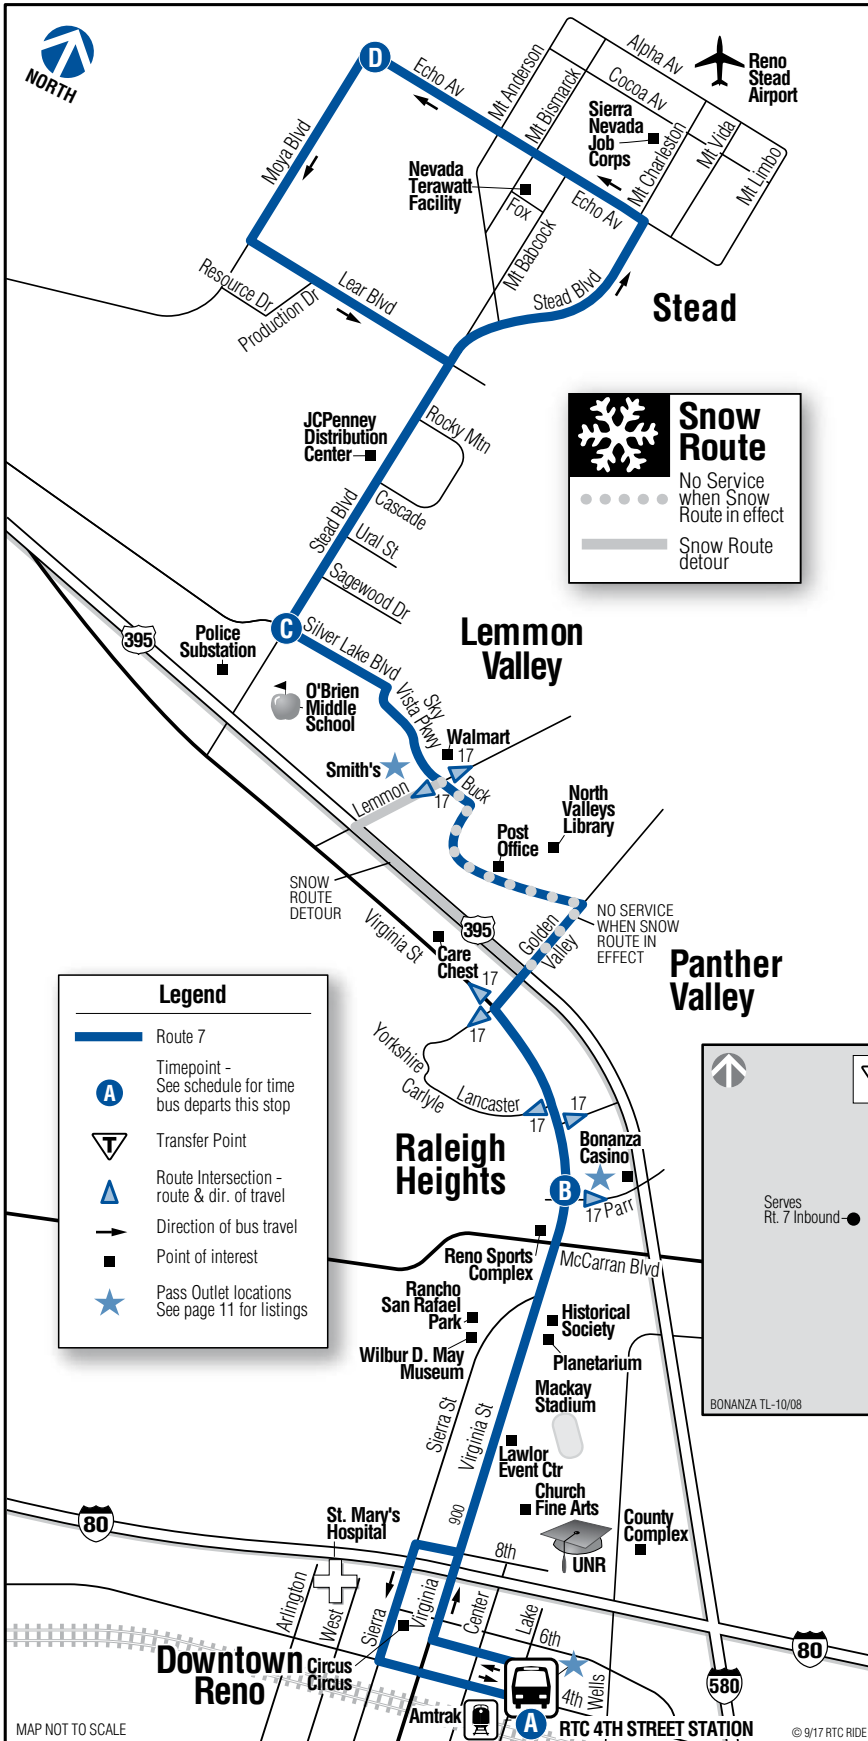 NORTH
D
Echo Av
Mt Anderson
Mt Bismarck
Alpha Av
Cocoa Av
Reno
Stead
Airport
Sierra
Nevada
Job
Corps
Mt Charleston
Mt Vida
Mt Limbo
Moya Blvd
Nevada
Terawatt
Facility
Fox
Echo Av
Mt Babcock
Stead Blvd
Resource Dr
Production Dr
Lear Blvd
Stead
Snow
Route
No Service
when Snow
Route in effect
Snow Route
detour
JCPenney
Distribution
Center
Rocky Mtn
Cascade
Stead Blvd
Ural St
Sagewood Dr
C
Silver Lake Blvd
395
Police
Substation
Lemmon
Valley
O'Brien
Middle
School
Sky
Vista Pkwy
Walmart
17
Smith's
Lemmon
17
Buck
North
Valleys
Library
Post
Office
SNOW
ROUTE
DETOUR
Virginia St
395
Golden
Valley
NO SERVICE
WHEN SNOW
ROUTE IN
EFFECT
Care
Chest
17
17
Panther
Valley
Legend
Route 7
A
Timepoint -
See schedule for time
bus departs this stop
T
Transfer Point
Route Intersection -
route & dir. of travel
Direction of bus travel
Point of interest
Pass Outlet locations
See page 11 for listings
Yorkshire
Carlyle
Lancaster
17
17
Raleigh
Heights
Bonanza
Casino
B
17
Parr
Serves
Rt. 7 Inbound
BONANZA TL-10/08
Reno Sports
Complex
McCarran Blvd
Rancho
San Rafael
Park
Wilbur D. May
Museum
Historical
Society
Planetarium
Mackay
Stadium
Sierra St
Virginia St
Lawlor
Event Ctr
900
Church
Fine Arts
UNR
County
Complex
80
St. Mary's
Hospital
8th
Arlington
West
Sierra
Virginia
Center
Lake
6th
Wells
80
580
Downtown
Reno
Circus
Circus
4th
Amtrak
A
RTC 4TH STREET STATION
MAP NOT TO SCALE
© 9/17 RTC RIDE